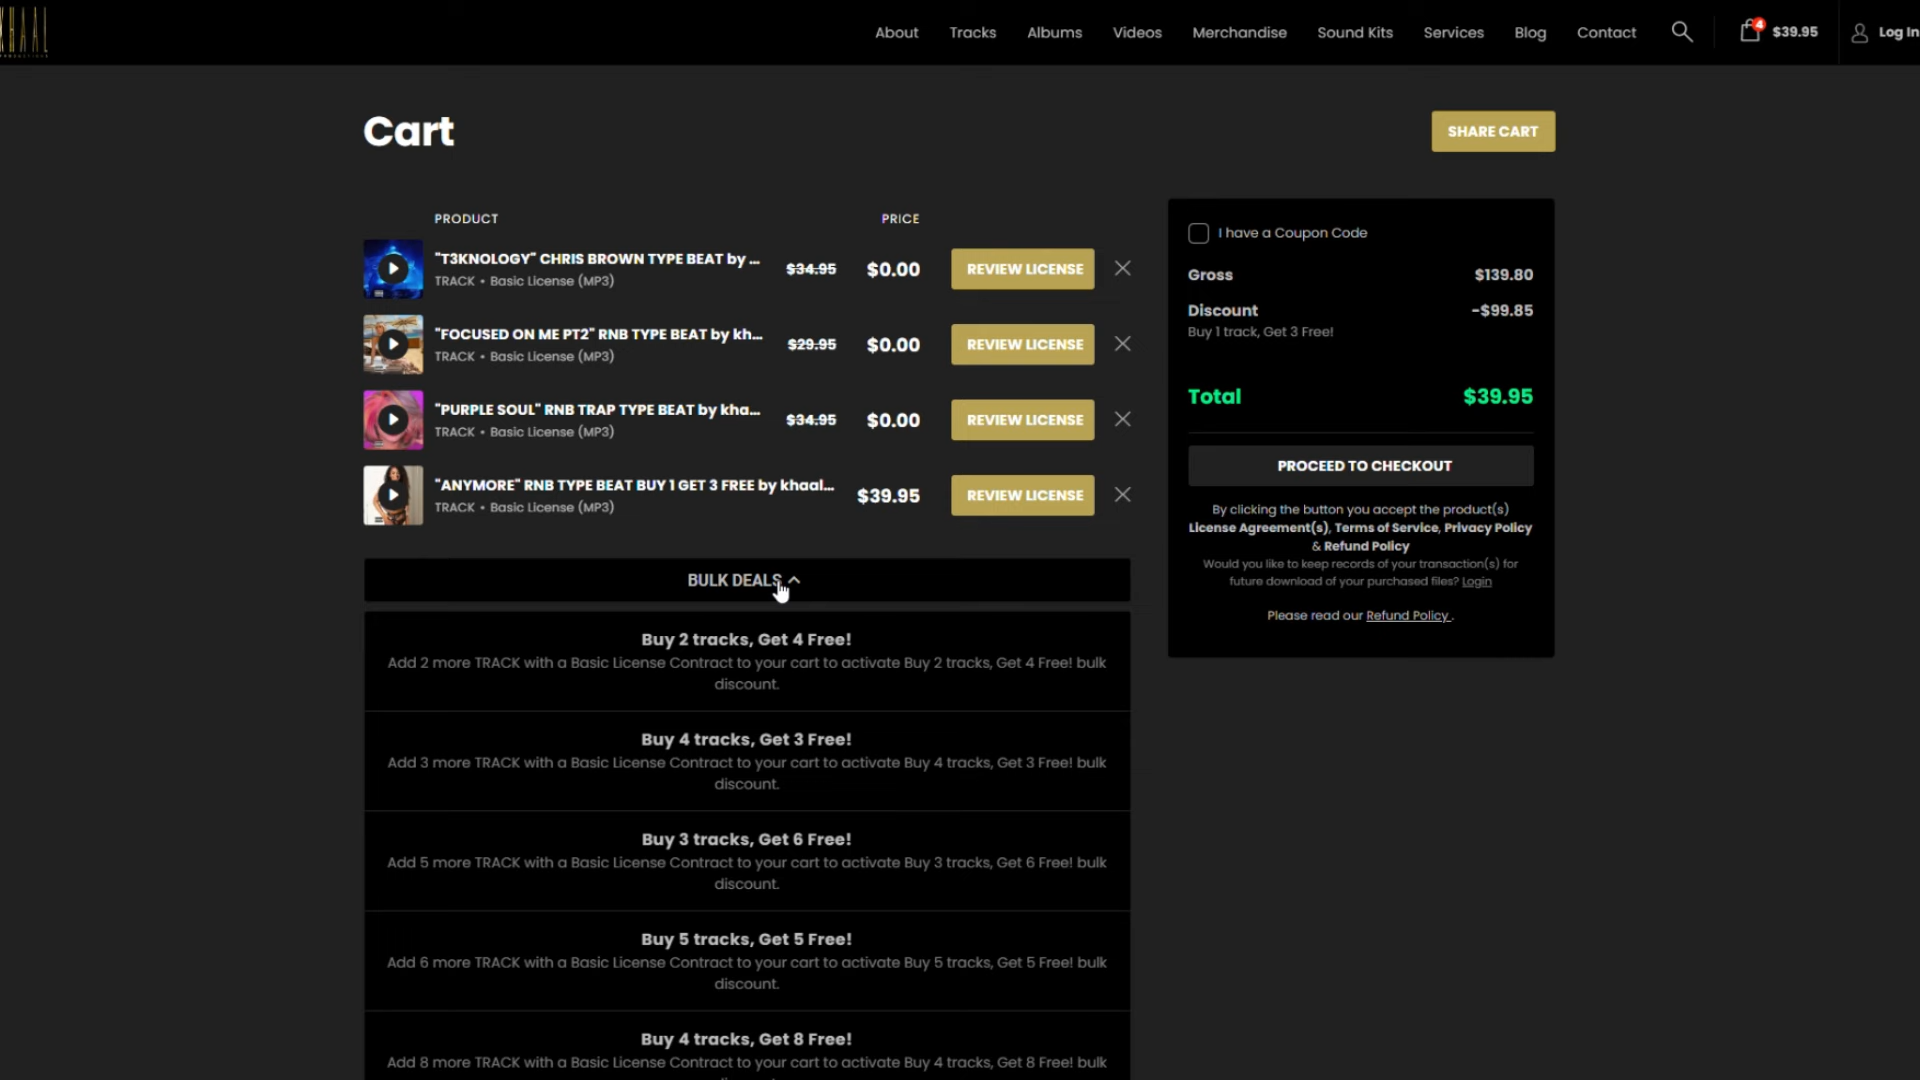 KHAAL
About Tracks Albums Videos Merchandise Sound Kits Services Blog Contact 4 $39.95 Log In
Cart
SHARE CART
PRODUCT PRICE
"T3KNOLOGY" CHRIS BROWN TYPE BEAT by ... $34.95 $0.00 REVIEW LICENSE
TRACK • Basic License (MP3)
"FOCUSED ON ME PT2" RNB TYPE BEAT by kh... $29.95 $0.00 REVIEW LICENSE
TRACK • Basic License (MP3)
"PURPLE SOUL" RNB TRAP TYPE BEAT by kha... $34.95 $0.00 REVIEW LICENSE
TRACK • Basic License (MP3)
"ANYMORE" RNB TYPE BEAT BUY 1 GET 3 FREE by khaal... $39.95 REVIEW LICENSE
TRACK • Basic License (MP3)
BULK DEALS
Buy 2 tracks, Get 4 Free!
Add 2 more TRACK with a Basic License Contract to your cart to activate Buy 2 tracks, Get 4 Free! bulk
discount.
Buy 4 tracks, Get 3 Free!
Add 3 more TRACK with a Basic License Contract to your cart to activate Buy 4 tracks, Get 3 Free! bulk
discount.
Buy 3 tracks, Get 6 Free!
Add 5 more TRACK with a Basic License Contract to your cart to activate Buy 3 tracks, Get 6 Free! bulk
discount.
Buy 5 tracks, Get 5 Free!
Add 6 more TRACK with a Basic License Contract to your cart to activate Buy 5 tracks, Get 5 Free! bulk
discount.
Buy 4 tracks, Get 8 Free!
Add 8 more TRACK with a Basic License Contract to your cart to activate Buy 4 tracks, Get 8 Free! bulk
I have a Coupon Code
Gross $139.80
Discount -$99.85
Buy 1 track, Get 3 Free!
Total $39.95
PROCEED TO CHECKOUT
By clicking the button you accept the product(s)
License Agreement(s), Terms of Service, Privacy Policy
& Refund Policy
Would you like to keep records of your transaction(s) for
future download of your purchased files? Login
Please read our Refund Policy .